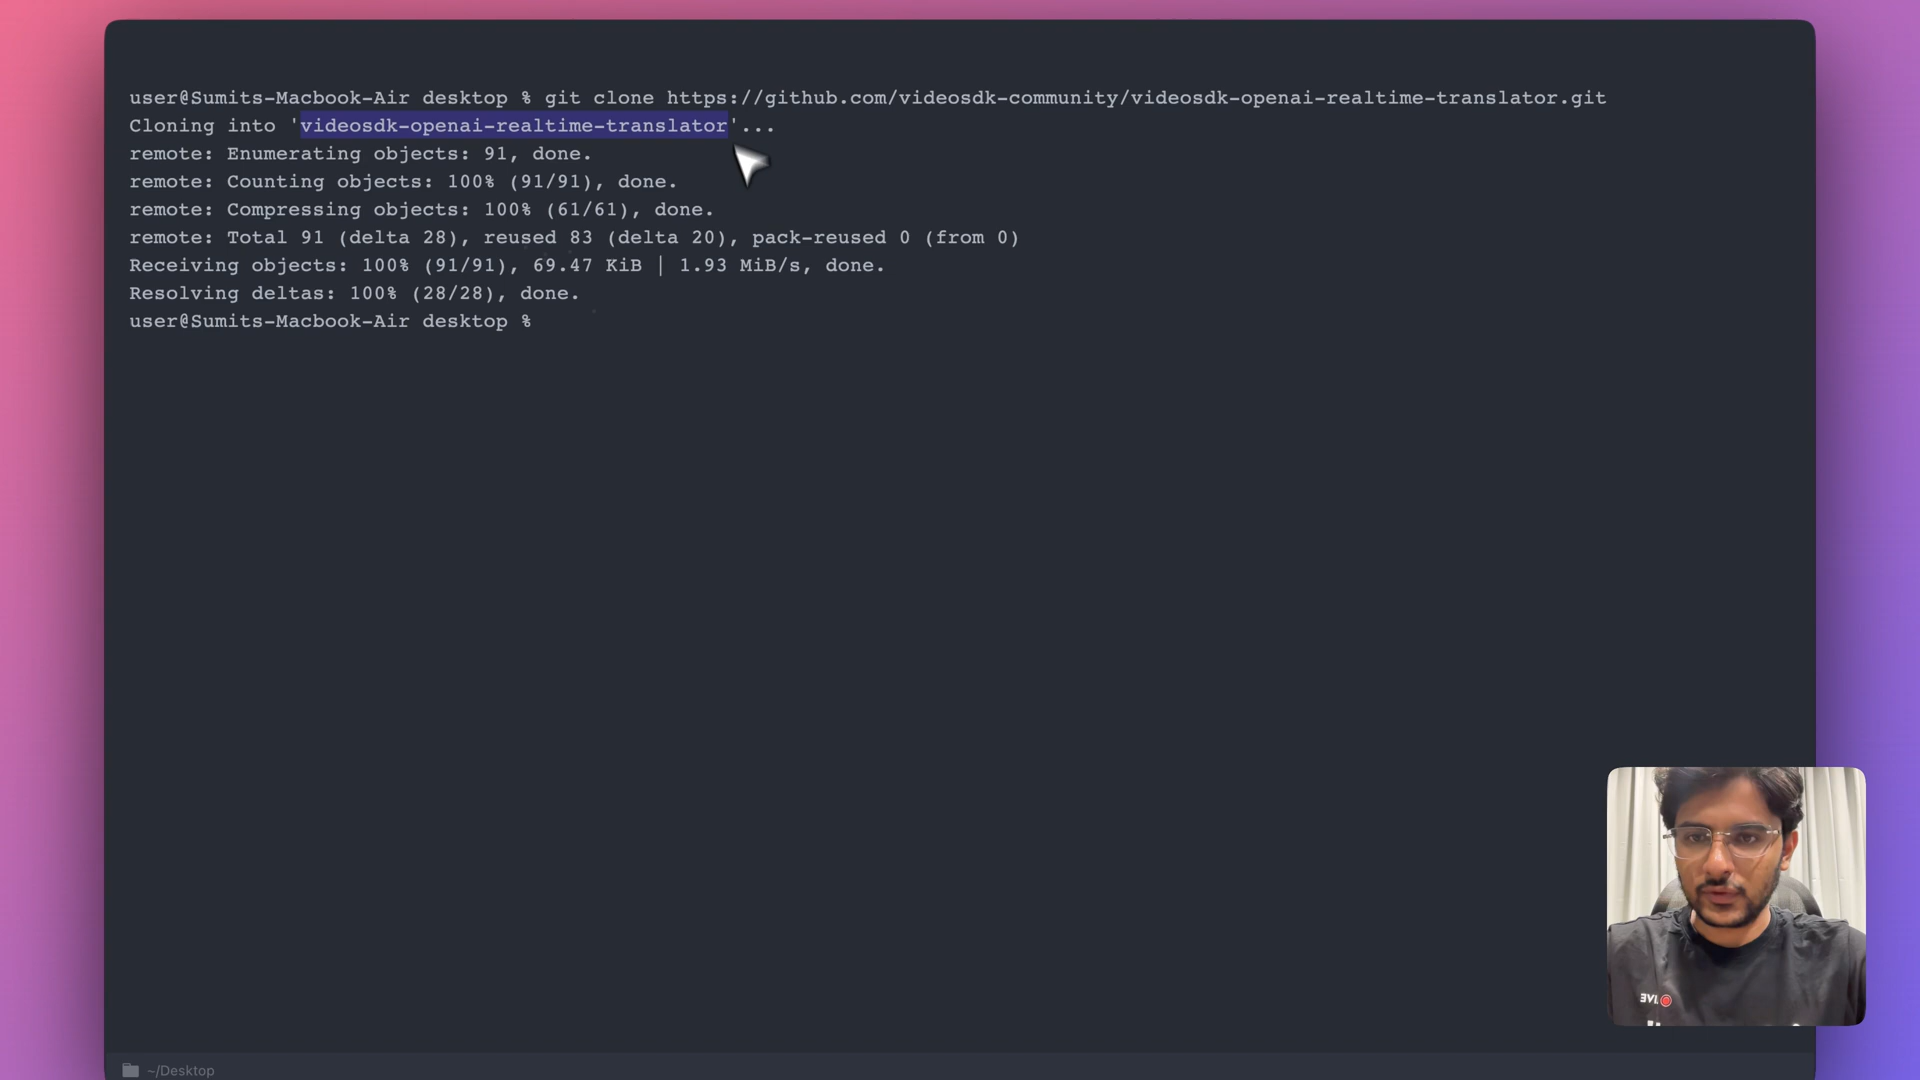 user@Sumits-Macbook-Air desktop % git clone https://github.com/videosdk-community/videosdk-openai-realtime-translator.git
Cloning into 'videosdk-openai-realtime-translator'...
remote: Enumerating objects: 91, done.
remote: Counting objects: 100% (91/91), done.
remote: Compressing objects: 100% (61/61), done.
remote: Total 91 (delta 28), reused 83 (delta 20), pack-reused 0 (from 0)
Receiving objects: 100% (91/91), 69.47 KiB | 1.93 MiB/s, done.
Resolving deltas: 100% (28/28), done.
user@Sumits-Macbook-Air desktop %
~/Desktop